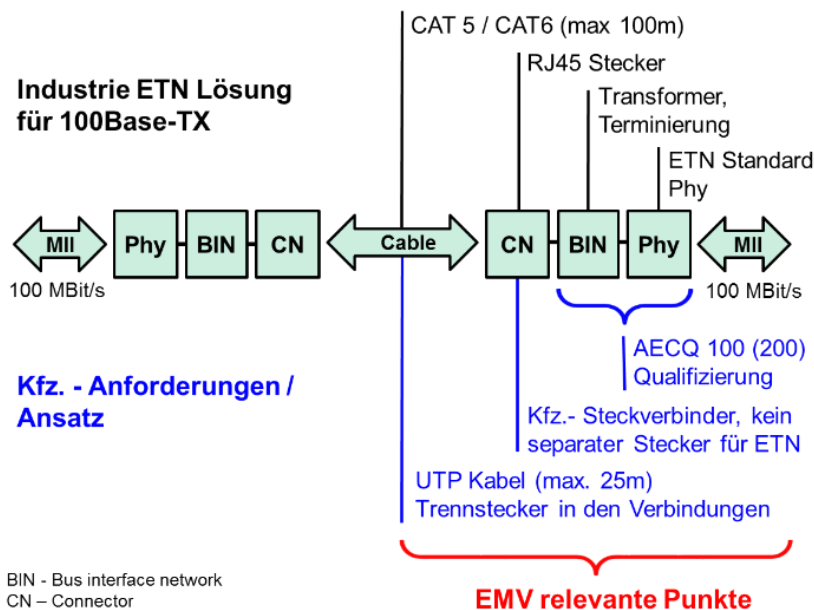 CAT 5 / CAT6 (max 100m)
RJ45 Stecker
Industrie ETN Lösung
für 100Base-TX
Transformer,
Terminierung
ETN Standard
Phy
MII
Phy
BIN
CN
Cable
CN
BIN
Phy
MII
100 MBit/s
100 MBit/s
AECQ 100 (200)
Qualifizierung
Kfz. - Anforderungen /
Ansatz
Kfz.- Steckverbinder, kein
separater Stecker für ETN
UTP Kabel (max. 25m)
Trennstecker in den Verbindungen
BIN - Bus interface network
CN – Connector
EMV relevante Punkte